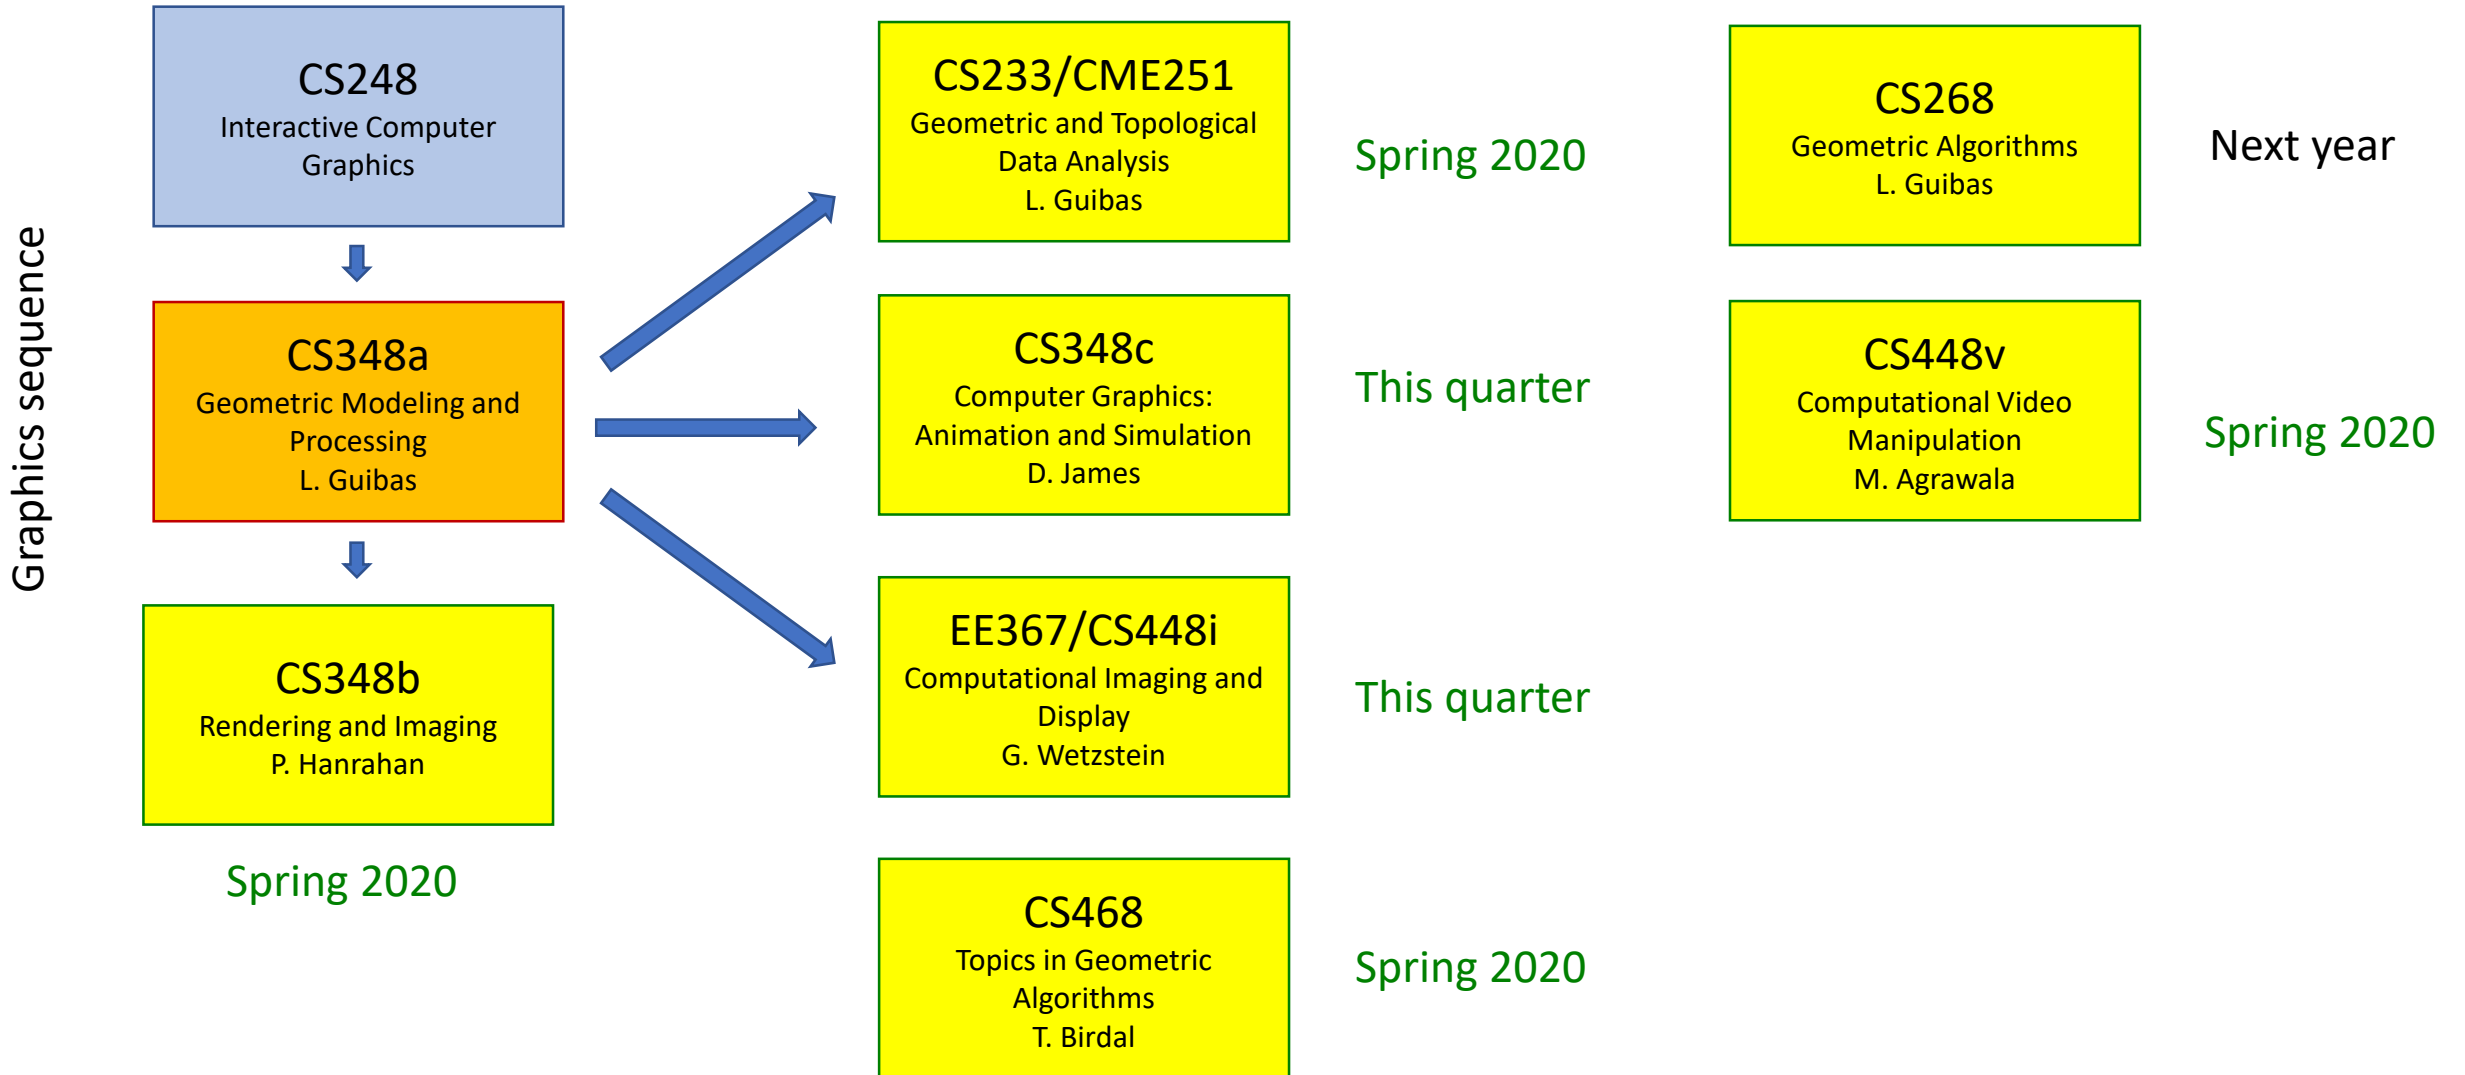 Graphics sequence
CS248
Interactive Computer
Graphics
CS348a
Geometric Modeling and
Processing
L. Guibas
CS348b
Rendering and Imaging
P. Hanrahan
Spring 2020
CS233/CME251
Geometric and Topological
Data Analysis
L. Guibas
Spring 2020
CS348c
Computer Graphics:
Animation and Simulation
D. James
This quarter
EE367/CS448i
Computational Imaging and
Display
G. Wetzstein
This quarter
CS468
Topics in Geometric
Algorithms
T. Birdal
Spring 2020
CS268
Geometric Algorithms
L. Guibas
Next year
CS448v
Computational Video
Manipulation
M. Agrawala
Spring 2020